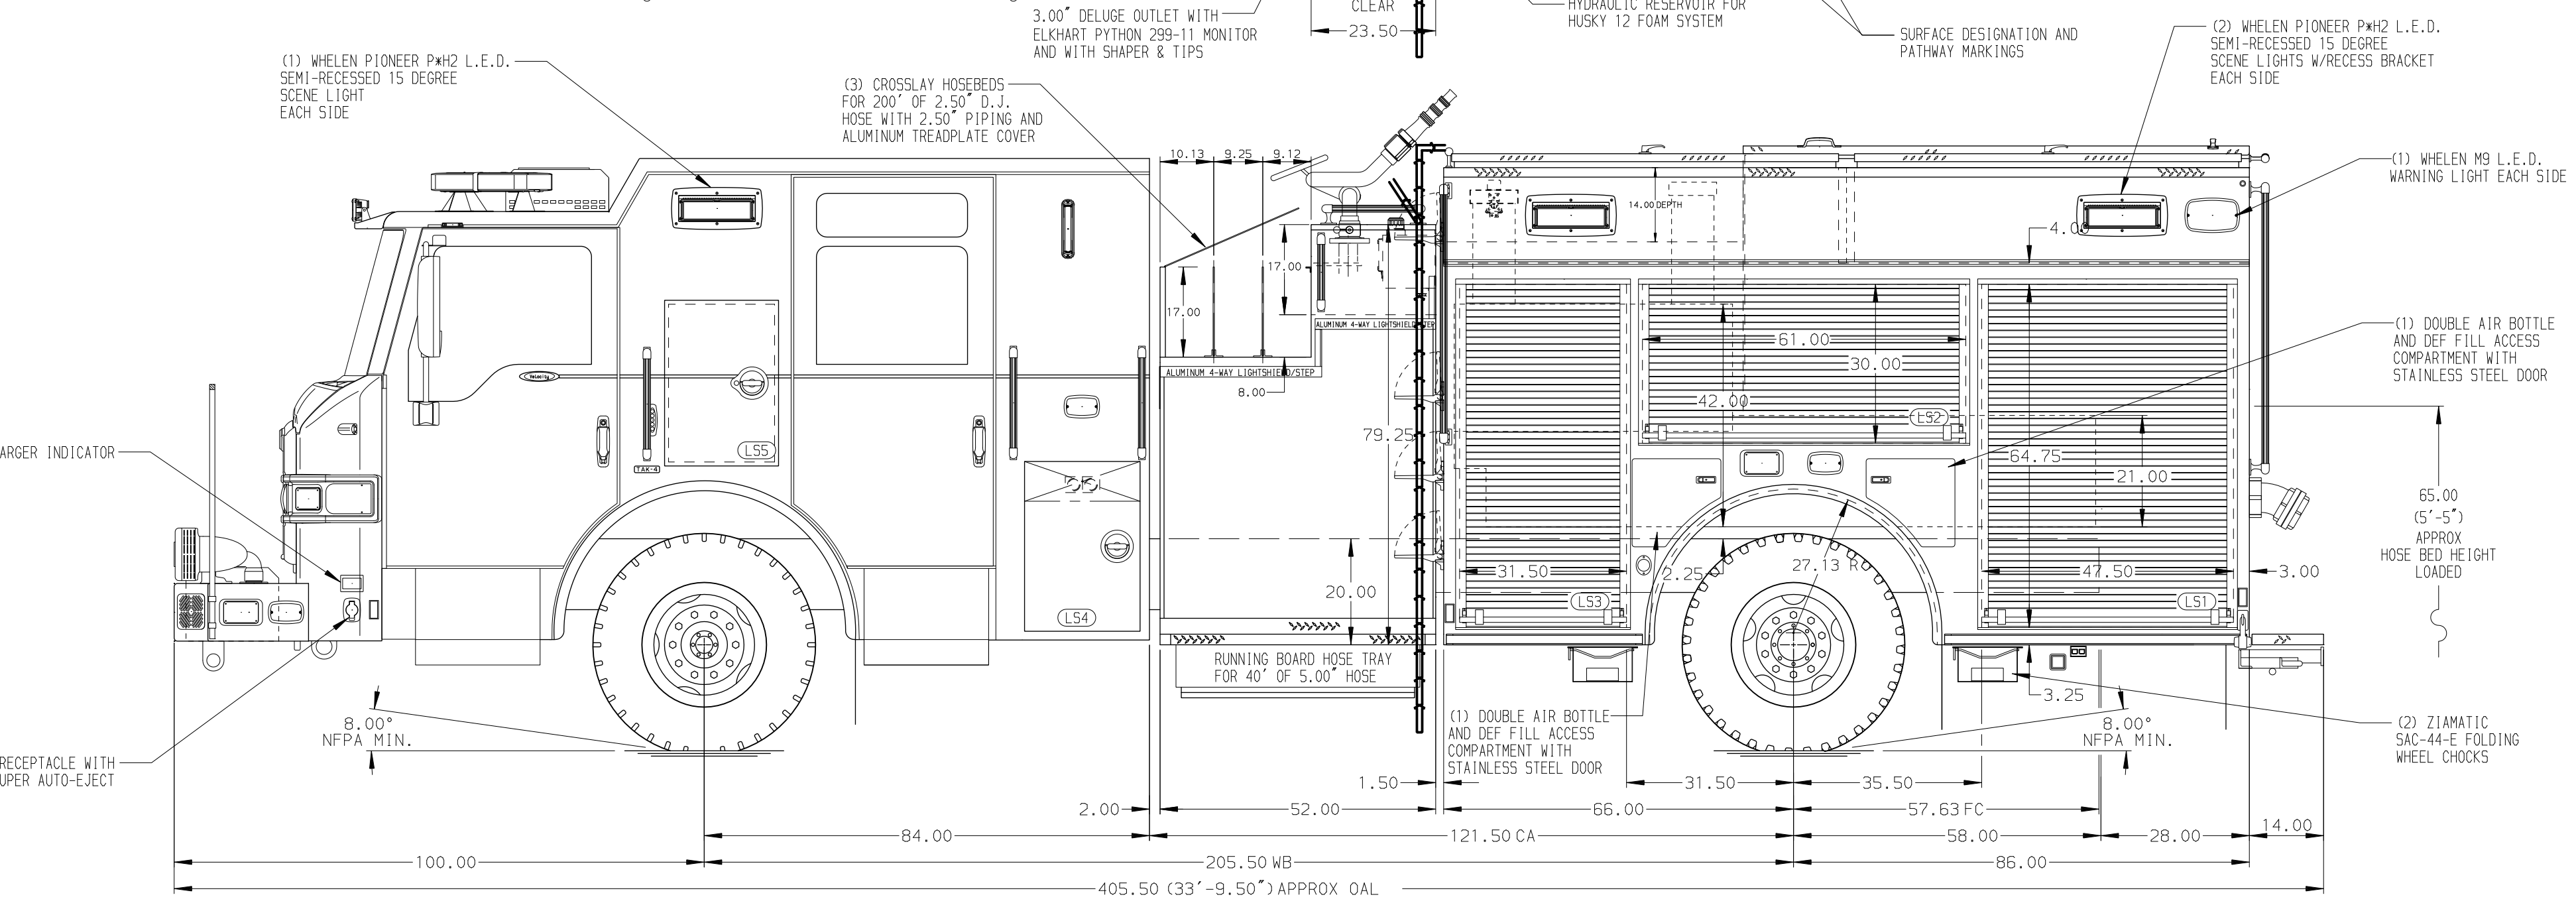 3.00" DELUGE OUTLET WITH
ELKHART PYTHON 299-11 MONITOR
AND WITH SHAPER & TIPS
CLEAR
23.50
HYDRAULIC RESERVOIR FOR
HUSKY 12 FOAM SYSTEM
SURFACE DESIGNATION AND
PATHWAY MARKINGS
(2) WHELEN PIONEER P*H2 L.E.D.
SEMI-RECESSED 15 DEGREE
SCENE LIGHTS W/RECESS BRACKET
EACH SIDE
(1) WHELEN PIONEER P*H2 L.E.D.
SEMI-RECESSED 15 DEGREE
SCENE LIGHT
EACH SIDE
(3) CROSSLAY HOSEBEDS
FOR 200' OF 2.50" D.J.
HOSE WITH 2.50" PIPING AND
ALUMINUM TREADPLATE COVER
10.13
9.25
9.12
(1) WHELEN M9 L.E.D.
WARNING LIGHT EACH SIDE
14.00 DEPTH
4.00
17.00
17.00
ALUMINUM 4-WAY LIGHTSHIELD/STEP
ALUMINUM 4-WAY LIGHTSHIELD/STEP
8.00
61.00
30.00
42.00
79.25
LS2
64.75
21.00
(1) DOUBLE AIR BOTTLE
AND DEF FILL ACCESS
COMPARTMENT WITH
STAINLESS STEEL DOOR
Velocity
LS5
TAK-4
ARGER INDICATOR
65.00
(5'-5")
APPROX
HOSE BED HEIGHT
LOADED
31.50
2.25
27.13 R
47.50
3.00
20.00
LS4
LS3
LS1
RUNNING BOARD HOSE TRAY
FOR 40' OF 5.00" HOSE
3.25
8.00°
NFPA MIN.
(1) DOUBLE AIR BOTTLE
AND DEF FILL ACCESS
COMPARTMENT WITH
STAINLESS STEEL DOOR
8.00°
NFPA MIN.
(2) ZIAMATIC
SAC-44-E FOLDING
WHEEL CHOCKS
RECEPTACLE WITH
UPER AUTO-EJECT
1.50
31.50
35.50
2.00
52.00
66.00
57.63 FC
84.00
121.50 CA
58.00
28.00
14.00
100.00
205.50 WB
86.00
405.50 (33'-9.50") APPROX OAL